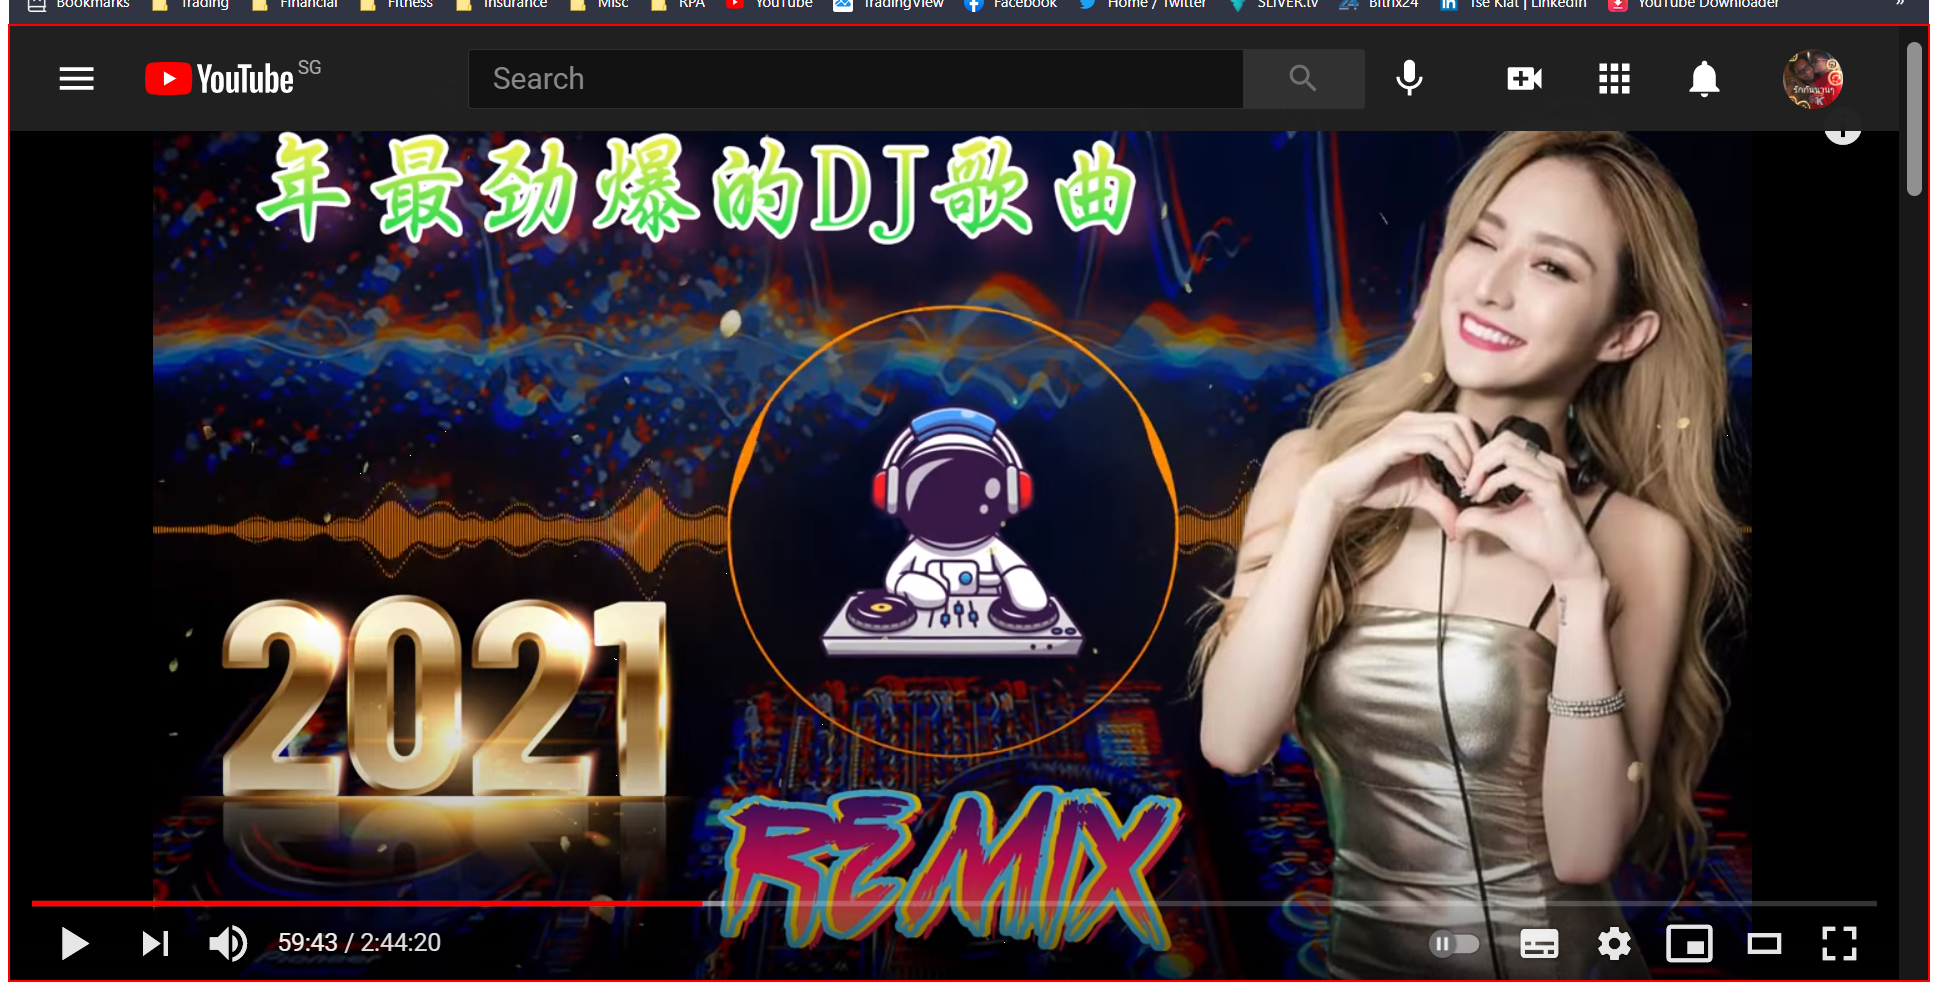 Bookmarks Trading Financial Fitness Insurance Misc RPA YouTube TradingView Facebook Home / Twitter SLIVER.tv Bitrix24 Tse Kiat | LinkedIn YouTube Downloader »
YouTube SG Search
年最劲爆的DJ歌曲
2021
REMIX
59:43 / 2:44:20